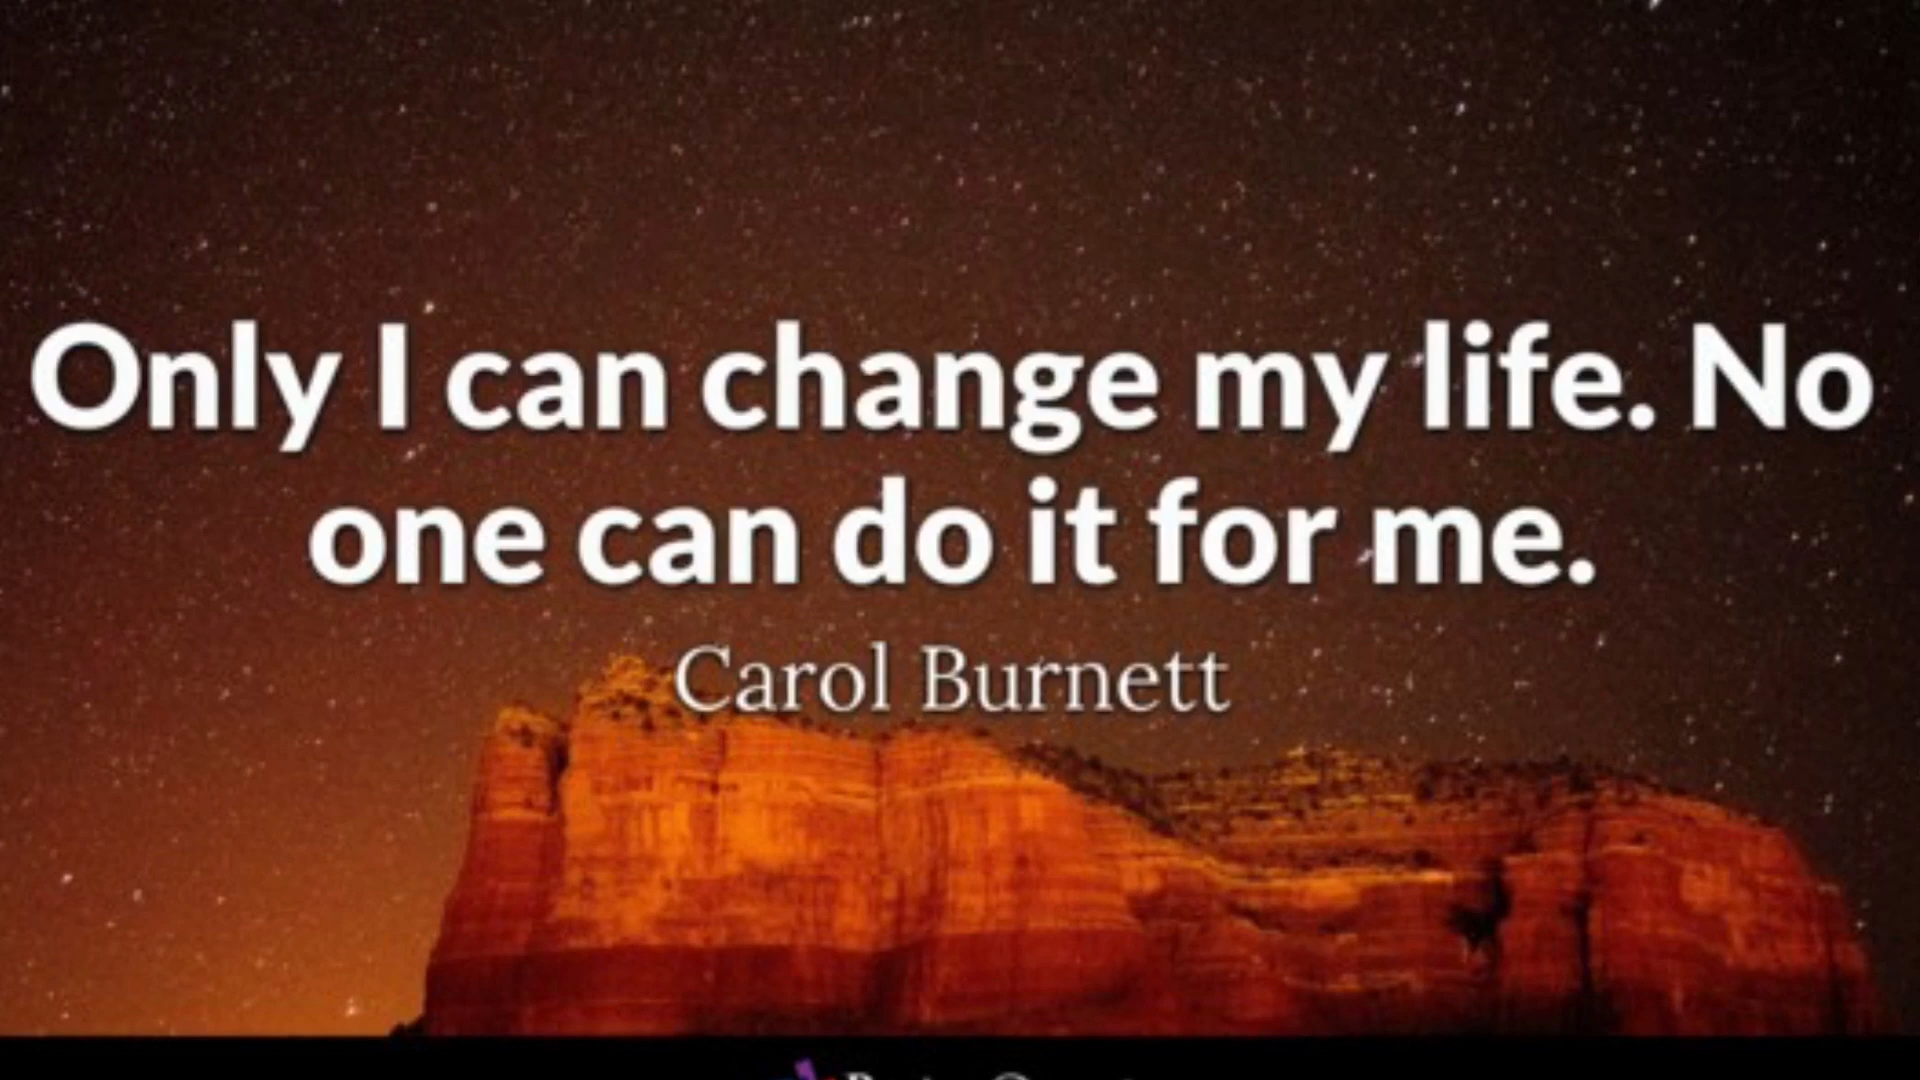 Only I can change my life. No
one can do it for me.
Carol Burnett